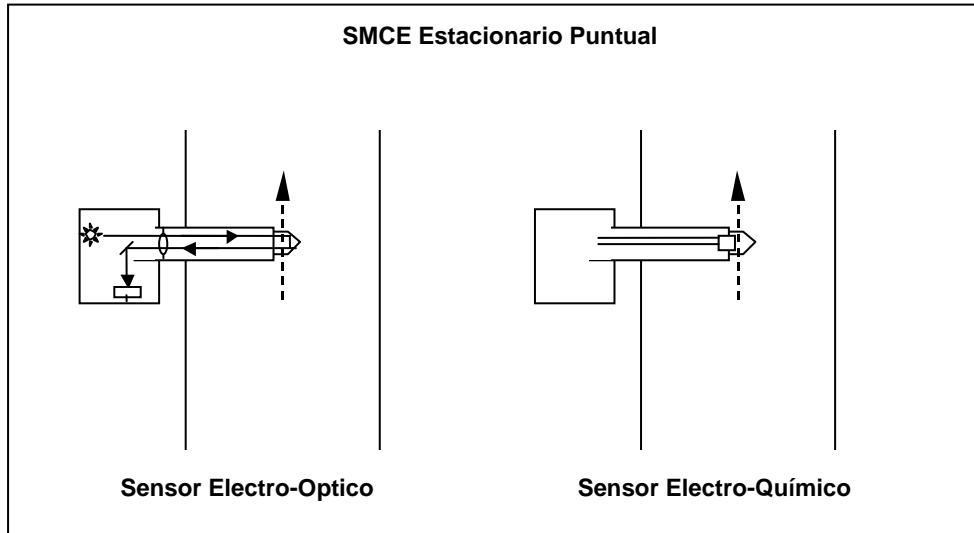 SMCE Estacionario Puntual
Sensor Electro-Optico
Sensor Electro-Químico